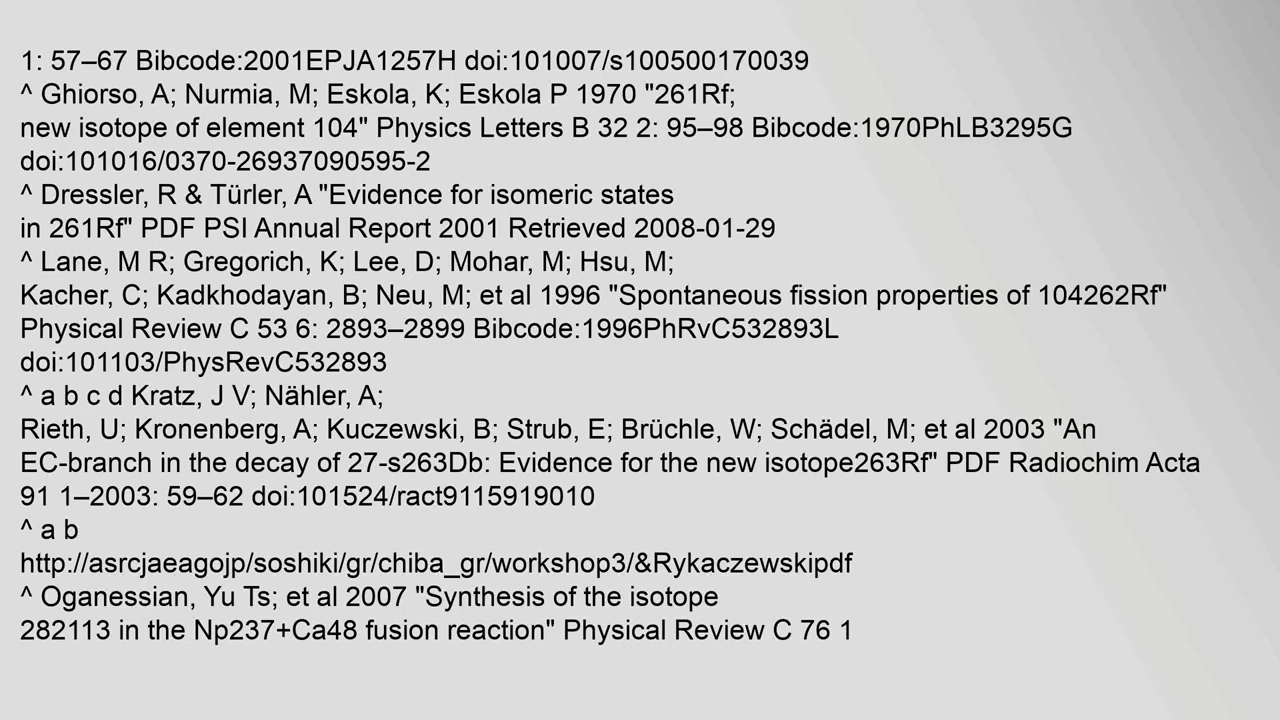 1: 57–67 Bibcode:2001EPJA1257H doi:101007/s100500170039
^ Ghiorso, A; Nurmia, M; Eskola, K; Eskola P 1970 "261Rf;
new isotope of element 104" Physics Letters B 32 2: 95–98 Bibcode:1970PhLB3295G
doi:101016/0370-26937090595-2
^ Dressler, R & Türler, A "Evidence for isomeric states
in 261Rf" PDF PSI Annual Report 2001 Retrieved 2008-01-29
^ Lane, M R; Gregorich, K; Lee, D; Mohar, M; Hsu, M;
Kacher, C; Kadkhodayan, B; Neu, M; et al 1996 "Spontaneous fission properties of 104262Rf"
Physical Review C 53 6: 2893–2899 Bibcode:1996PhRvC532893L
doi:101103/PhysRevC532893
^ a b c d Kratz, J V; Nähler, A;
Rieth, U; Kronenberg, A; Kuczewski, B; Strub, E; Brüchle, W; Schädel, M; et al 2003 "An
EC-branch in the decay of 27-s263Db: Evidence for the new isotope263Rf" PDF Radiochim Acta
91 1–2003: 59–62 doi:101524/ract9115919010
^ a b
http://asrcjaeagojp/soshiki/gr/chiba_gr/workshop3/&Rykaczewskipdf
^ Oganessian, Yu Ts; et al 2007 "Synthesis of the isotope
282113 in the Np237+Ca48 fusion reaction" Physical Review C 76 1